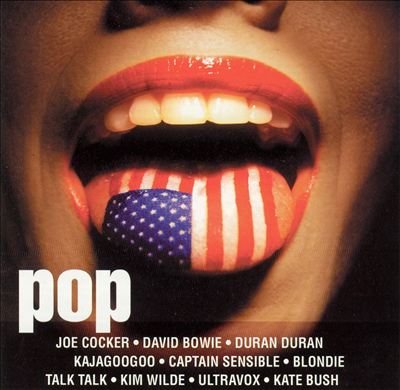 pop
JOE COCKER • DAVID BOWIE • DURAN DURAN
KAJAGOOGOO • CAPTAIN SENSIBLE • BLONDIE
TALK TALK • KIM WILDE • ULTRAVOX • KATE BUSH